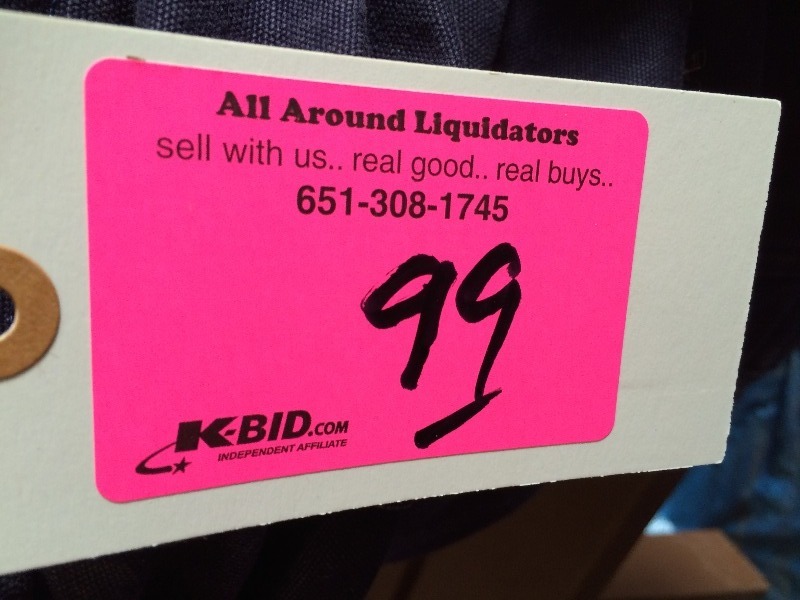 All Around Liquidators
sell with us.. real good.. real buys..
651-308-1745
99
K-BID.COM
INDEPENDENT AFFILIATE